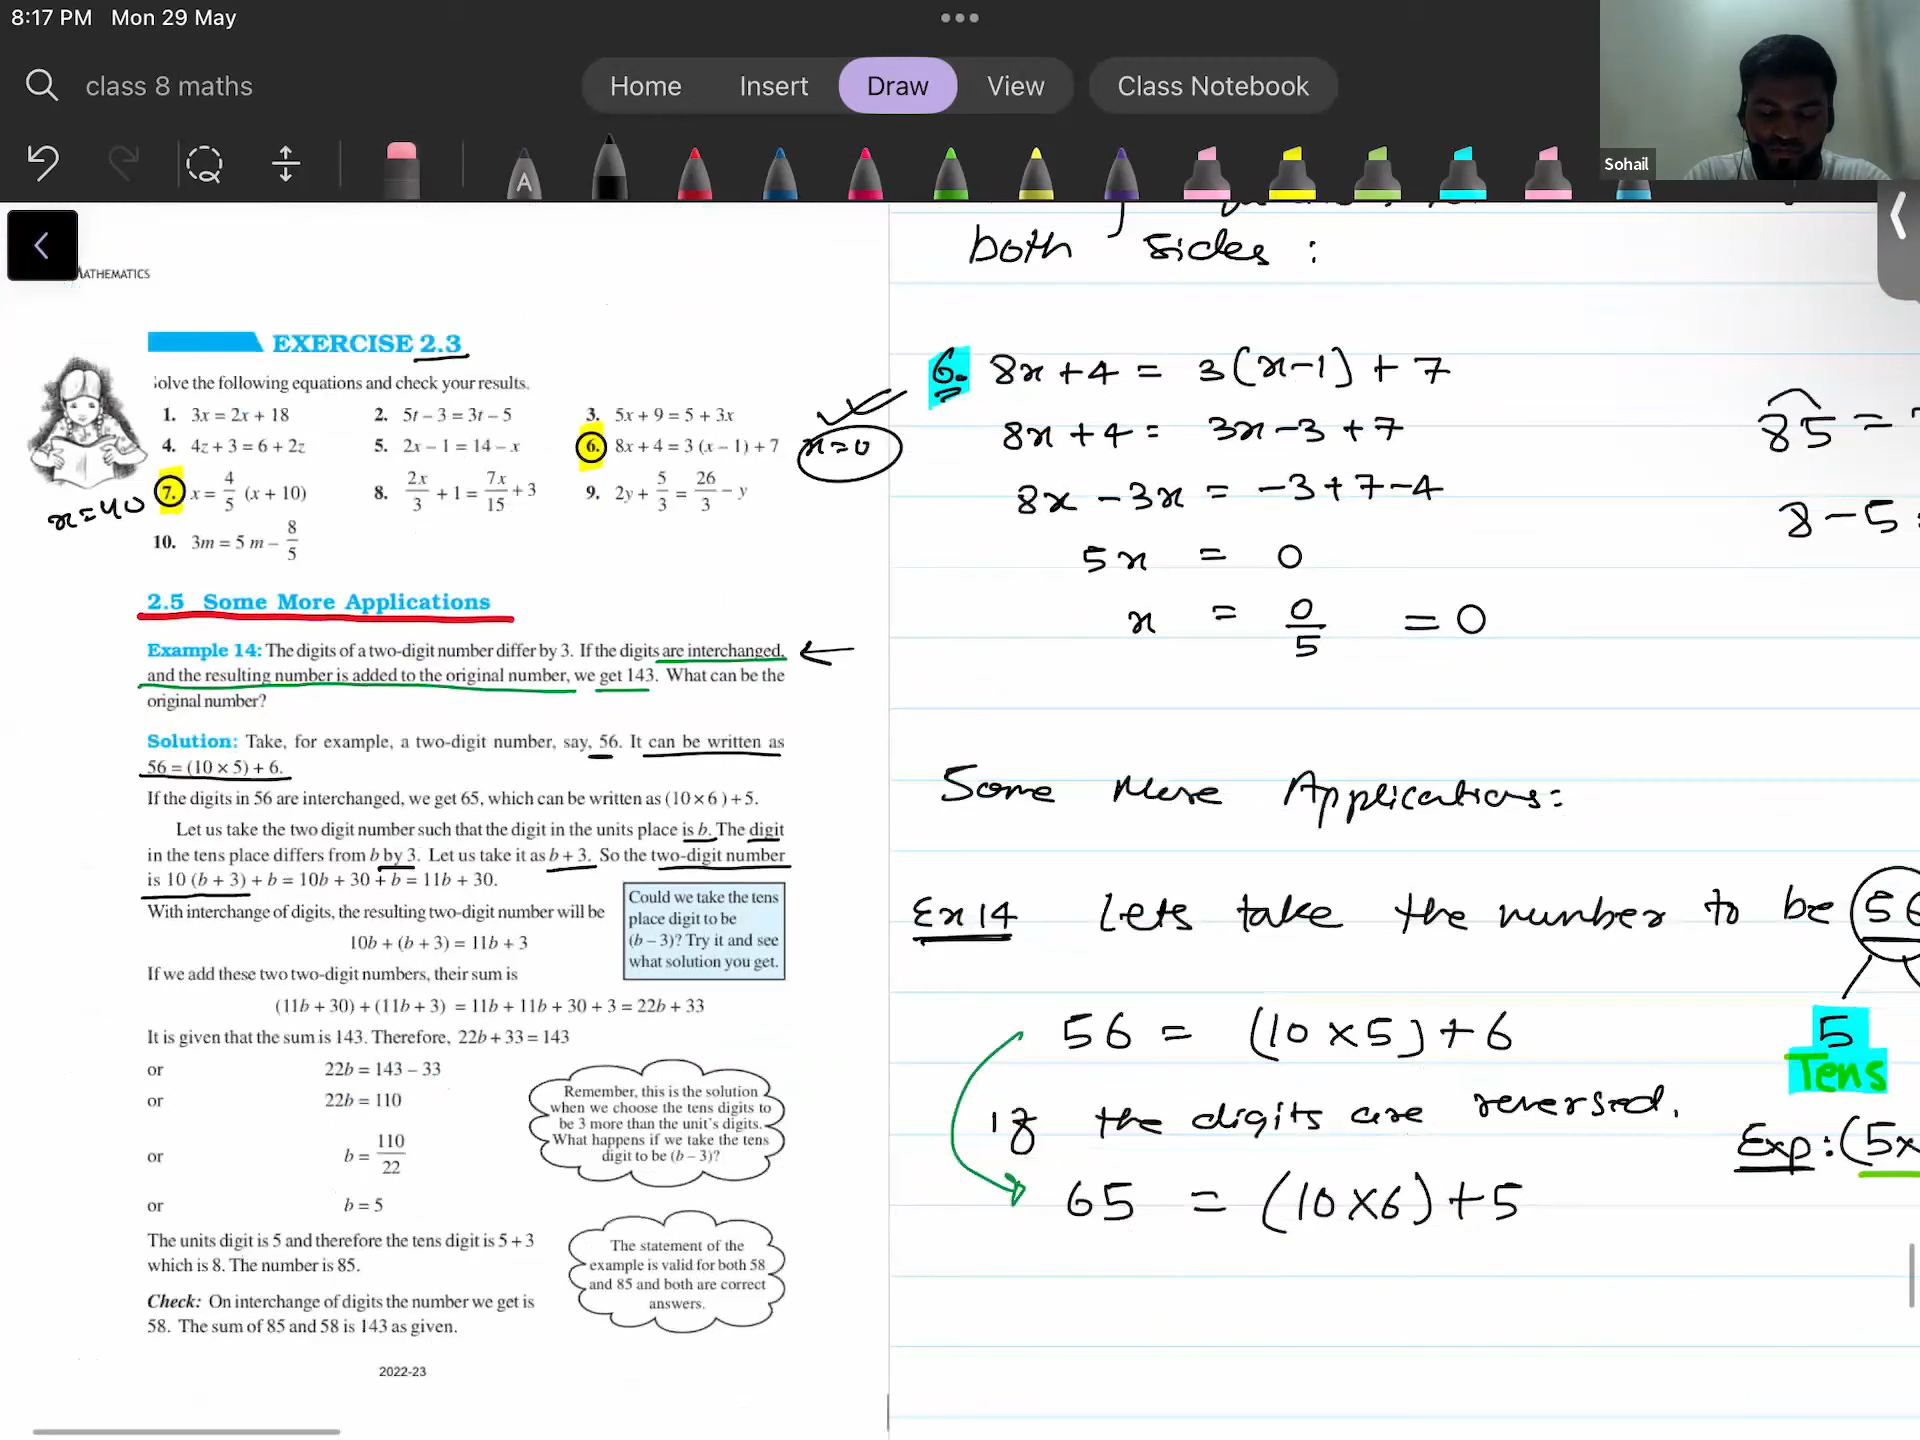 8:17 PM Mon 29 May
class 8 maths
Home Insert Draw View Class Notebook
A
Sohail
ATHEMATICS
EXERCISE 2.3
olve the following equations and check your results.
1. 3x = 2x + 18 2. 5t – 3 = 3t – 5 3. 5x + 9 = 5 + 3x
4. 4z + 3 = 6 + 2z 5. 2x – 1 = 14 – x 6. 8x + 4 = 3 (x – 1) + 7 x = 0
7. x = 4/5 (x + 10) 8. 2x/3 + 1 = 7x/15 + 3 9. 2y + 5/3 = 26/3 – y
x = 40
10. 3m = 5 m – 8/5
2.5 Some More Applications
Example 14: The digits of a two-digit number differ by 3. If the digits are interchanged,
and the resulting number is added to the original number, we get 143. What can be the
original number?
Solution: Take, for example, a two-digit number, say, 56. It can be written as
56 = (10 × 5) + 6.
If the digits in 56 are interchanged, we get 65, which can be written as (10 × 6 ) + 5.
Let us take the two digit number such that the digit in the units place is b. The digit
in the tens place differs from b by 3. Let us take it as b + 3. So the two-digit number
is 10 (b + 3) + b = 10b + 30 + b = 11b + 30.
With interchange of digits, the resulting two-digit number will be
10b + (b + 3) = 11b + 3
If we add these two two-digit numbers, their sum is
(11b + 30) + (11b + 3) = 11b + 11b + 30 + 3 = 22b + 33
It is given that the sum is 143. Therefore, 22b + 33 = 143
or 22b = 143 – 33
or 22b = 110
or b = 110/22
or b = 5
The units digit is 5 and therefore the tens digit is 5 + 3
which is 8. The number is 85.
Check: On interchange of digits the number we get is
58. The sum of 85 and 58 is 143 as given.
Could we take the tens
place digit to be
(b – 3)? Try it and see
what solution you get.
Remember, this is the solution
when we choose the tens digits to
be 3 more than the unit's digits.
What happens if we take the tens
digit to be (b – 3)?
The statement of the
example is valid for both 58
and 85 and both are correct
answers.
2022-23
both sides :
6. 8x + 4 = 3(x-1) + 7
8x + 4 = 3x - 3 + 7
8x - 3x = -3 + 7 - 4
5x = 0
x = 0/5 = 0
85 =
8 - 5
Some More Applications:
Ex 14 Lets take the number to be 56
56 = (10 × 5) + 6
5
Tens
If the digits are reversed.
Exp: (5x
65 = (10 × 6) + 5